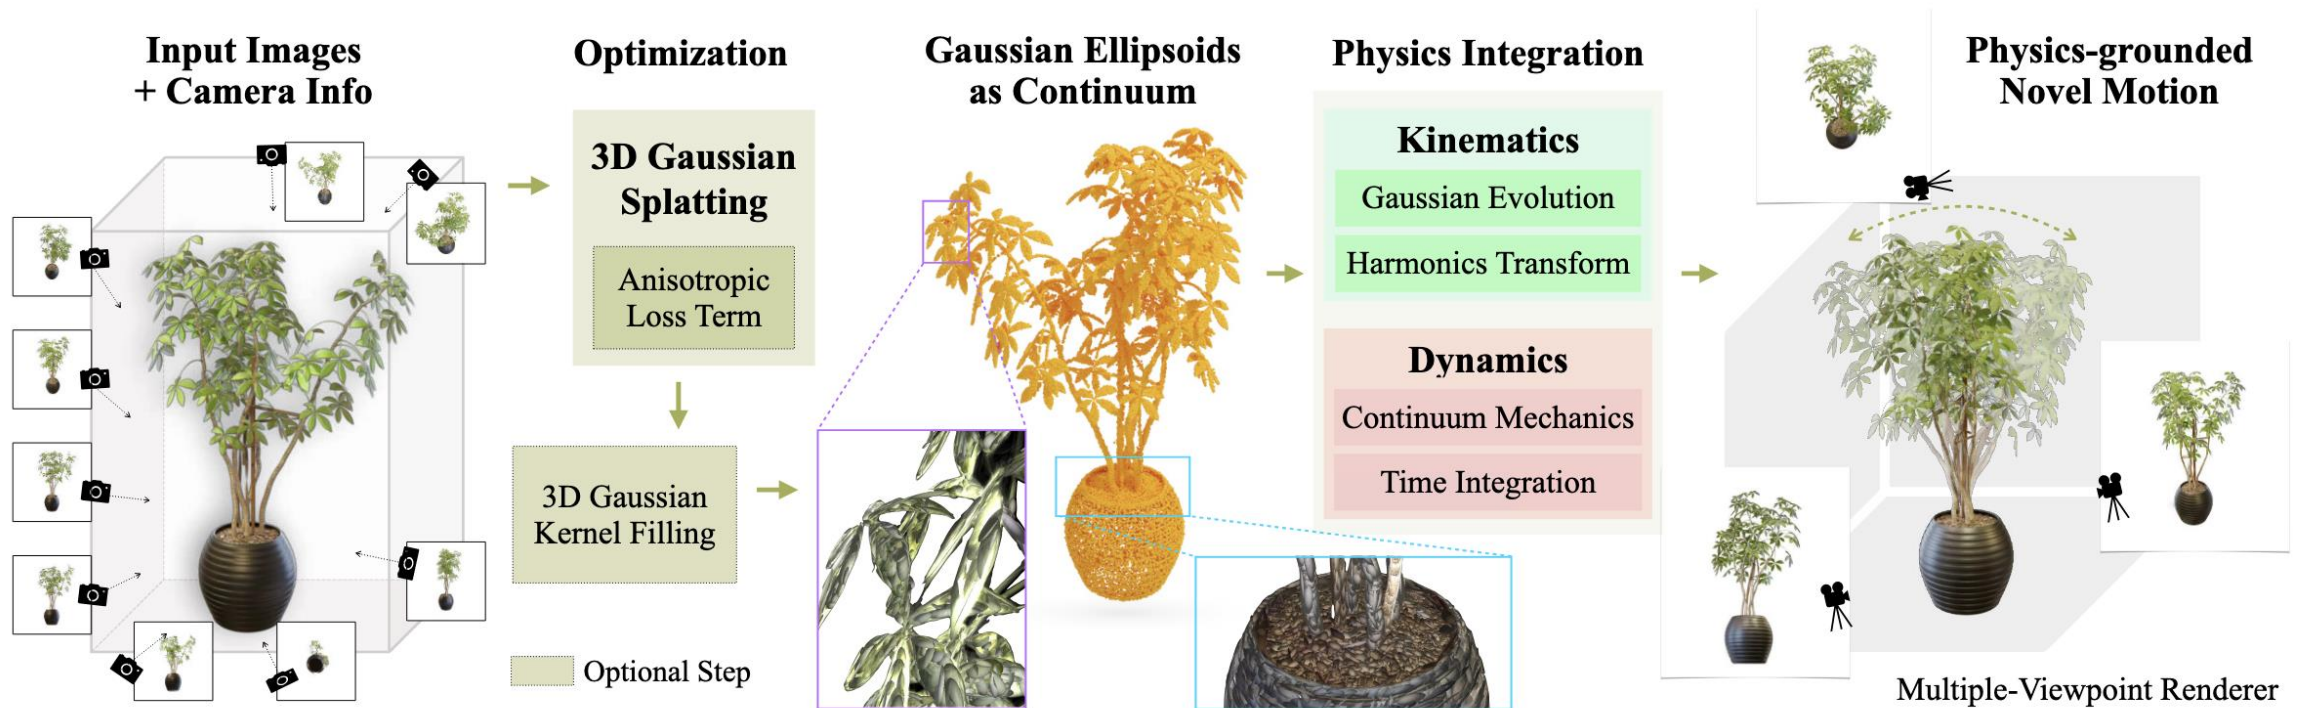 Input Images
+ Camera Info
Optimization
3D Gaussian
Splatting
Anisotropic
Loss Term
3D Gaussian
Kernel Filling
Optional Step
Gaussian Ellipsoids
as Continuum
Physics Integration
Kinematics
Gaussian Evolution
Harmonics Transform
Dynamics
Continuum Mechanics
Time Integration
Physics-grounded
Novel Motion
Multiple-Viewpoint Renderer